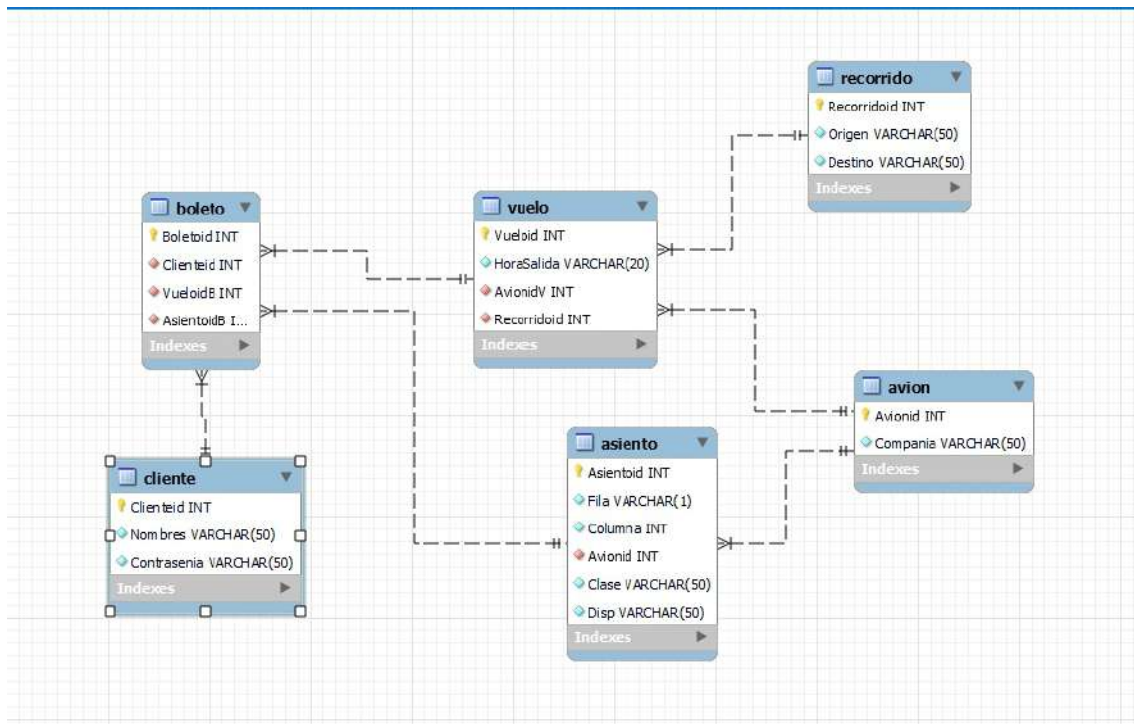 recorrido
Recorridoid INT
Origen VARCHAR(50)
Destino VARCHAR(50)
Indexes
boleto
Boletoid INT
Clienteid INT
VueloidB INT
AsientoidB I...
Indexes
vuelo
Vueloid INT
HoraSalida VARCHAR(20)
AvionidV INT
Recorridoid INT
Indexes
avion
Avionid INT
Compania VARCHAR(50)
Indexes
asiento
Asientoid INT
Fila VARCHAR(1)
Columna INT
Avionid INT
Clase VARCHAR(50)
Disp VARCHAR(50)
Indexes
cliente
Clienteid INT
Nombres VARCHAR(50)
Contrasenia VARCHAR(50)
Indexes